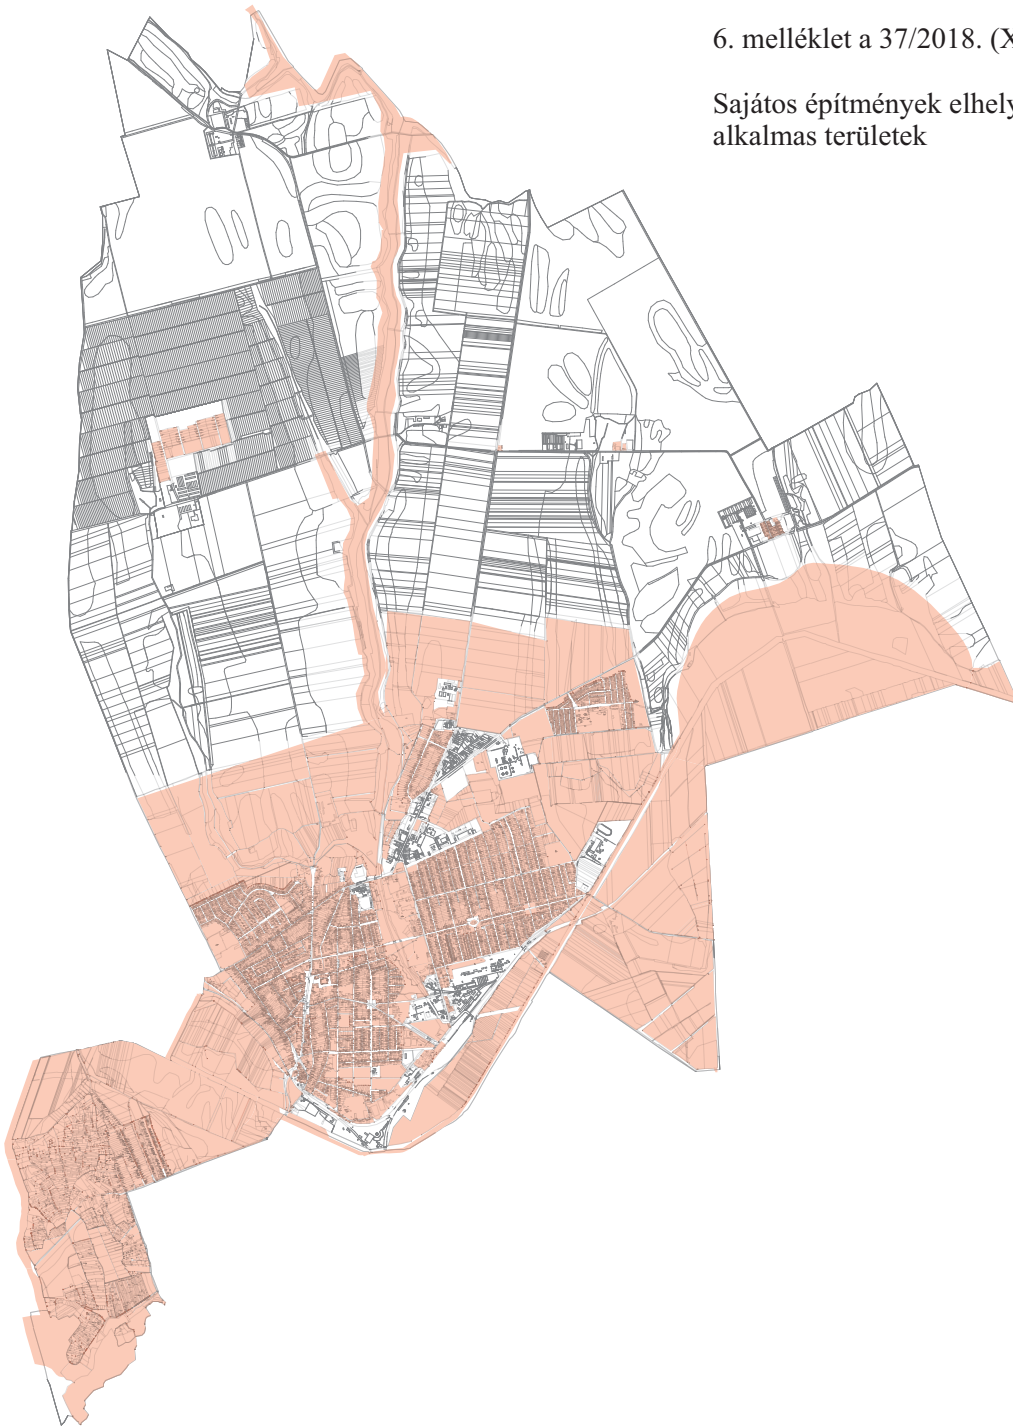 6. melléklet a 37/2018. (X
Sajátos építmények elhely
alkalmas területek